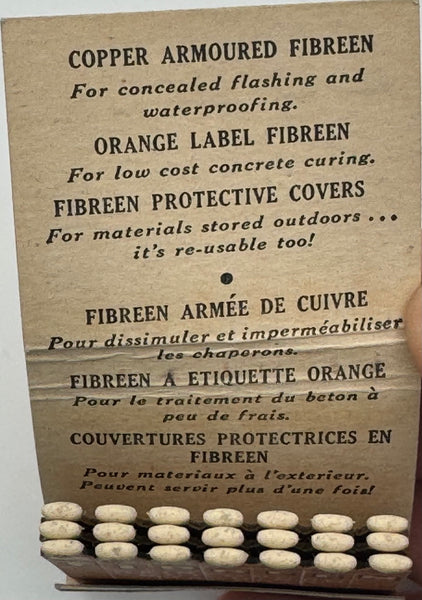 COPPER ARMOURED FIBREEN
For concealed flashing and
waterproofing.
ORANGE LABEL FIBREEN
For low cost concrete curing.
FIBREEN PROTECTIVE COVERS
For materials stored outdoors ...
it's re-usable too!
FIBREEN ARMÉE DE CUIVRE
Pour dissimuler et imperméabiliser
les chaperons.
FIBREEN A ETIQUETTE ORANGE
Pour le traitement du beton à
peu de frais.
COUVERTURES PROTECTRICES EN
FIBREEN
Pour materiaux à l'exterieur.
Peuvent servir plus d'une fois!